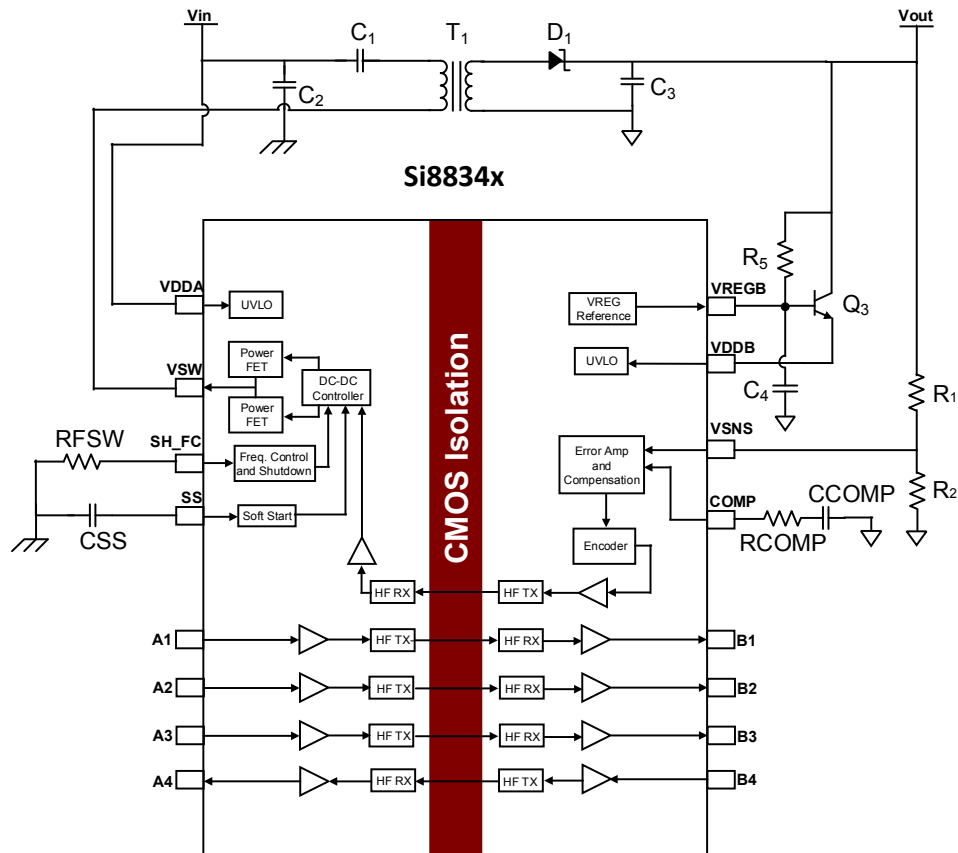 Vin
Vout
C1
T1
D1
C2
C3
Si8834x
CMOS Isolation
R5
VREGB
VREG
Reference
Q3
VDDA
UVLO
VDDB
UVLO
VSW
Power
FET
DC-DC
Controller
Power
FET
C4
R1
RFSW
SH_FC
Freq. Control
and Shutdown
VSNS
Error Amp
and
Compensation
SS
Soft Start
CSS
COMP
CCOMP
RCOMP
R2
Encoder
HF RX
HF TX
A1
HF TX
HF RX
B1
A2
HF TX
HF RX
B2
A3
HF TX
HF RX
B3
A4
HF RX
HF TX
B4